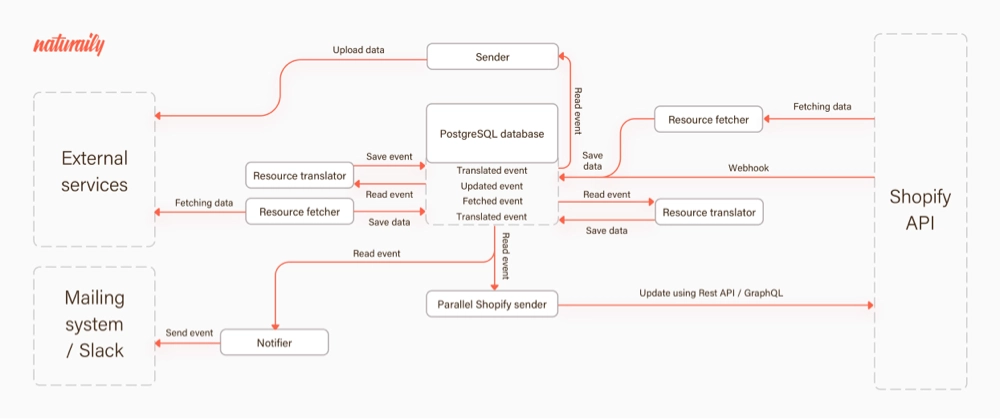 naturaily
Upload data
Sender
Read event
External
services
PostgreSQL database
Translated event
Updated event
Fetched event
Translated event
Save event
Resource translator
Read event
Fetching data
Resource fetcher
Save data
Resource fetcher
Fetching data
Save
data
Webhook
Read event
Resource translator
Save data
Shopify
API
Read event
Read event
Parallel Shopify sender
Update using Rest API / GraphQL
Mailing
system
/ Slack
Send event
Notifier